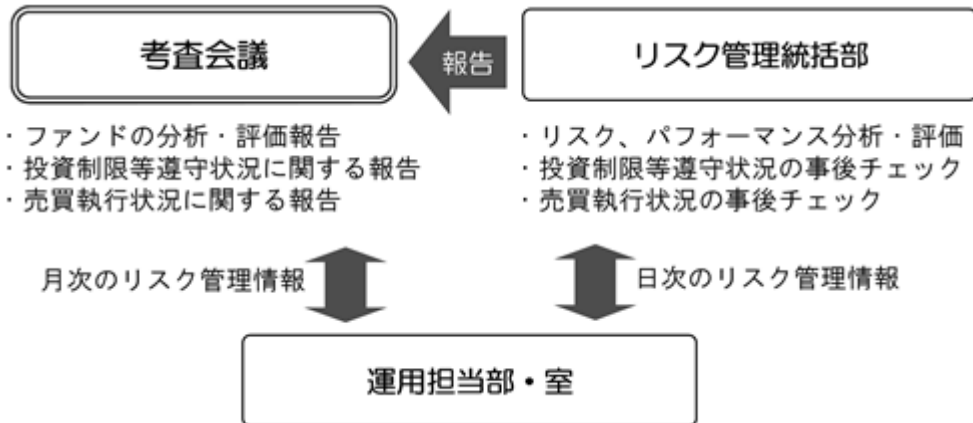 考査会議
報告
リスク管理統括部
・ファンドの分析・評価報告
・投資制限等遵守状況に関する報告
・売買執行状況に関する報告
・リスク、パフォーマンス分析・評価
・投資制限等遵守状況の事後チェック
・売買執行状況の事後チェック
月次のリスク管理情報
日次のリスク管理情報
運用担当部・室